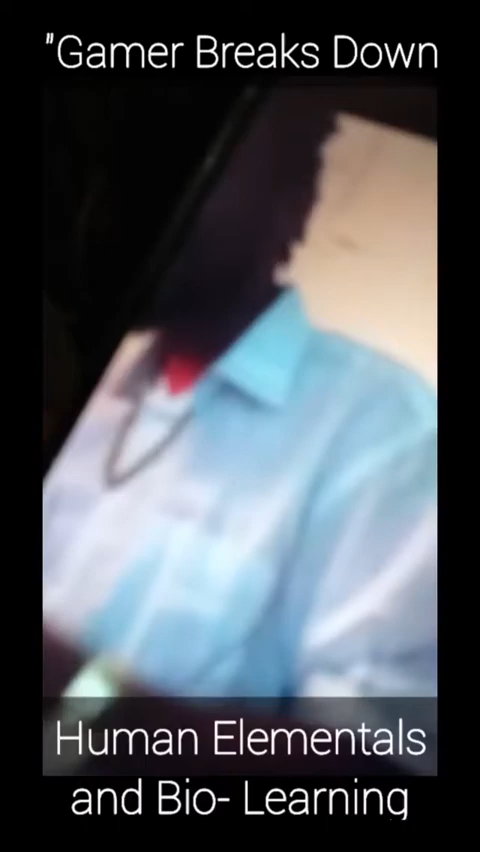 "Gamer Breaks Down
Human Elementals
and Bio- Learning